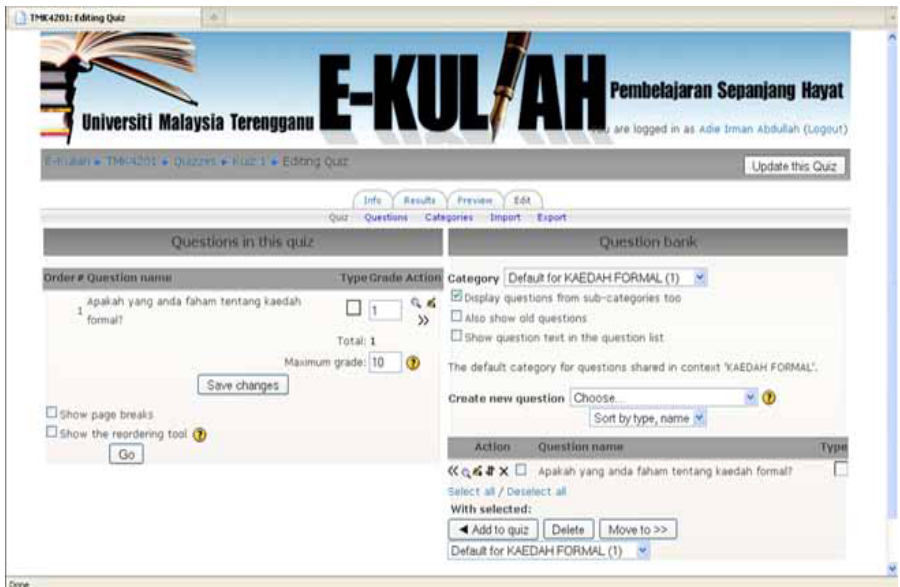 TMK4201: Editing Quiz
E-KULIAH
Pembelajaran Sepanjang Hayat
Universiti Malaysia Terengganu
You are logged in as Adie Irman Abdullah (Logout)
E-Kuliah ► TMK4201 ► Quizzes ► Kuiz 1 ► Editing Quiz
Update this Quiz
Info Results Preview Edit
Quiz Questions Categories Import Export
Questions in this quiz
Order # Question name Type Grade Action
1 Apakah yang anda faham tentang kaedah formal? 1
Total: 1
Maximum grade: 10
Save changes
Show page breaks
Show the reordering tool
Go
Question bank
Category Default for KAEDAH FORMAL (1)
Display questions from sub-categories too
Also show old questions
Show question text in the question list
The default category for questions shared in context 'KAEDAH FORMAL'.
Create new question Choose...
Sort by type, name
Action Question name Type
Apakah yang anda faham tentang kaedah formal?
Select all / Deselect all
With selected:
◄ Add to quiz Delete Move to >>
Default for KAEDAH FORMAL (1)
Done